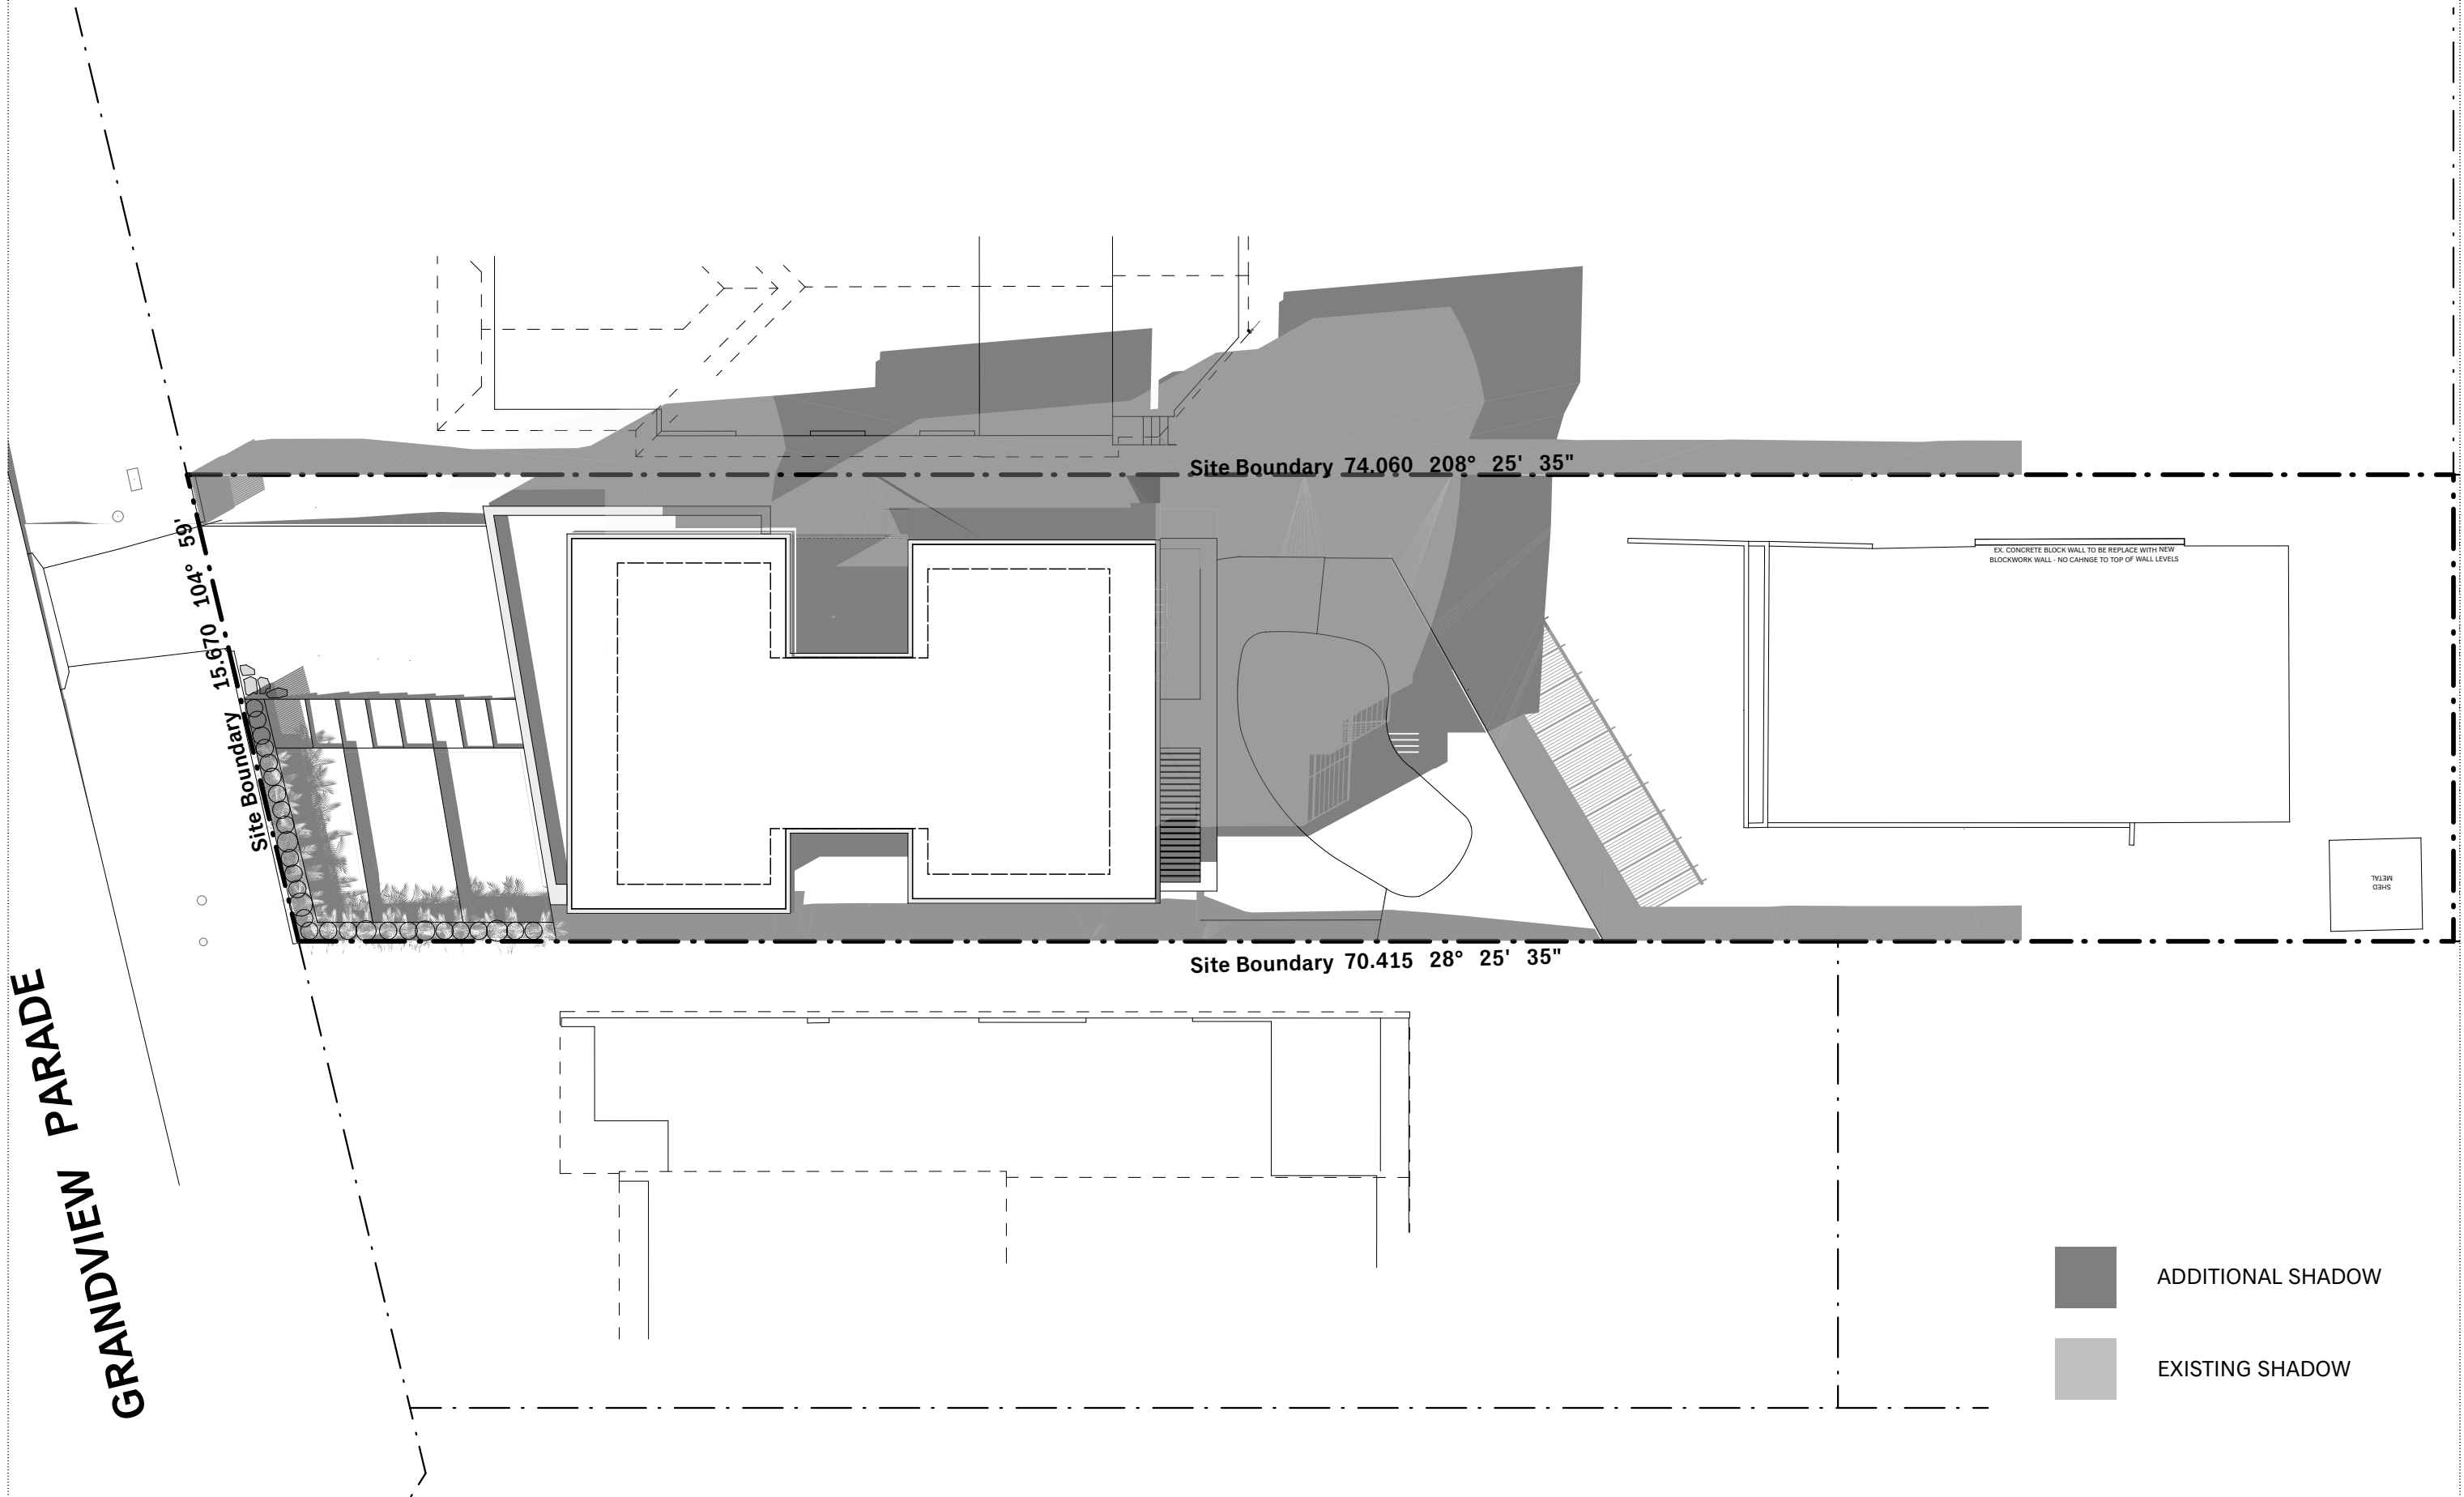 Site Boundary 74.060 208° 25' 35"
EX. CONCRETE BLOCK WALL TO BE REPLACE WITH NEW
BLOCKWORK WALL - NO CAHNGE TO TOP OF WALL LEVELS
Site Boundary 15.670 104° 59'
METAL
SHED
Site Boundary 70.415 28° 25' 35"
GRANDVIEW PARADE
ADDITIONAL SHADOW
EXISTING SHADOW